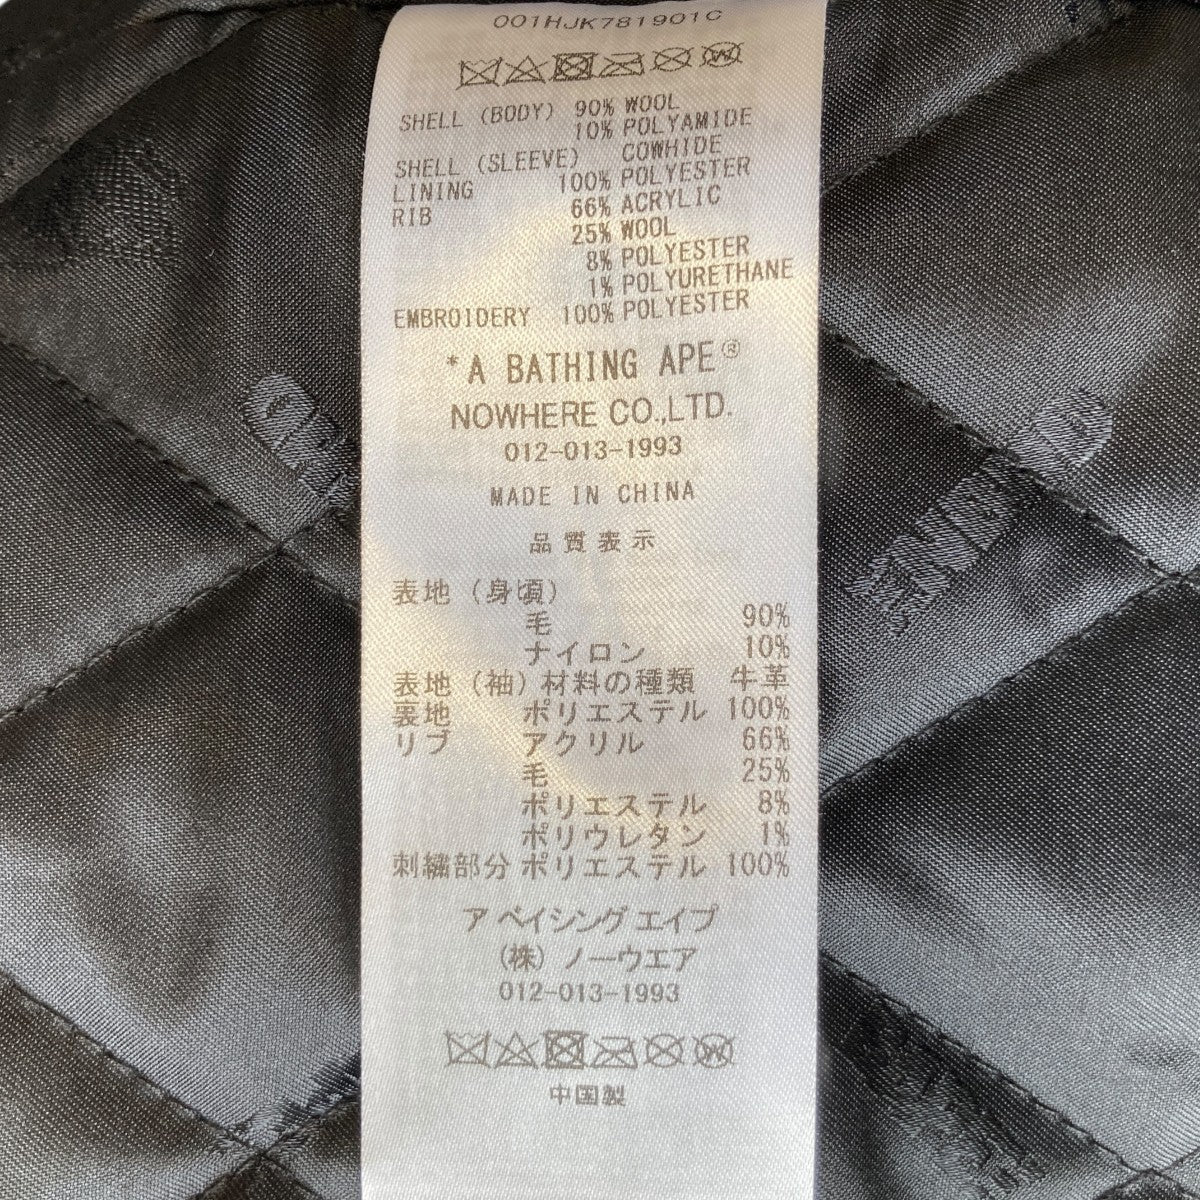 001HJK781901C
SHELL (BODY) 90% WOOL
10% POLYAMIDE
SHELL (SLEEVE) COWHIDE
LINING 100% POLYESTER
RIB 66% ACRYLIC
25% WOOL
8% POLYESTER
1% POLYURETHANE
EMBROIDERY 100% POLYESTER
*A BATHING APE®
NOWHERE CO.,LTD.
012-013-1993
MADE IN CHINA
品質表示
表地 (身頃)
毛 90%
ナイロン 10%
表地 (袖) 材料の種類 牛革
裏地 ポリエステル 100%
リブ アクリル 66%
毛 25%
ポリエステル 8%
ポリウレタン 1%
刺繍部分 ポリエステル 100%
ア ベイシング エイプ
(株) ノーウエア
012-013-1993
中国製